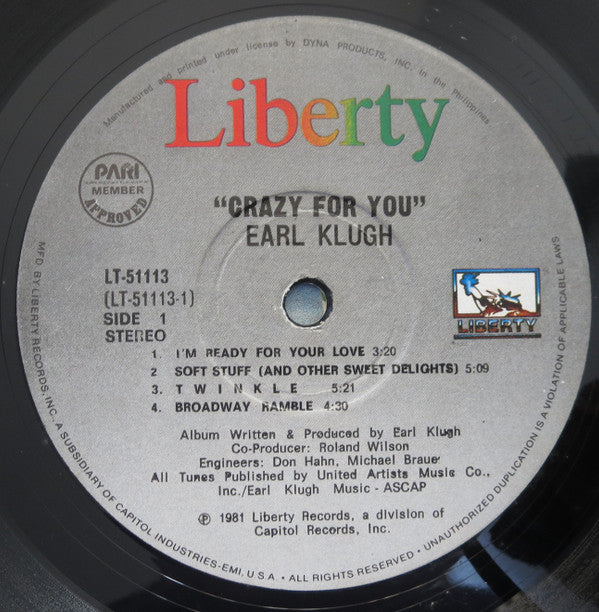 Manufactured and printed under license by DYNA PRODUCTS, INC. in the Philippines
Liberty
PARI
MEMBER
APPROVED
"CRAZY FOR YOU"
EARL KLUGH
LT-51113
(LT-51113-1)
SIDE 1
STEREO
LIBERTY
1. I'M READY FOR YOUR LOVE 3:20
2 SOFT STUFF (AND OTHER SWEET DELIGHTS) 5:09
3. TWINKLE 5:21
4. BROADWAY RAMBLE 4:30
Album Written & Produced by Earl Klugh
Co-Producer: Roland Wilson
Engineers: Don Hahn, Michael Braue
All Tunes Published by United Artists Music Co.,
Inc./Earl Klugh Music - ASCAP
℗ 1981 Liberty Records, a division of
Capitol Records, Inc.
MFD. BY LIBERTY RECORDS, INC., A SUBSIDIARY OF CAPITOL INDUSTRIES-EMI, U.S.A. • ALL RIGHTS RESERVED • UNAUTHORIZED DUPLICATION IS A VIOLATION OF APPLICABLE LAWS